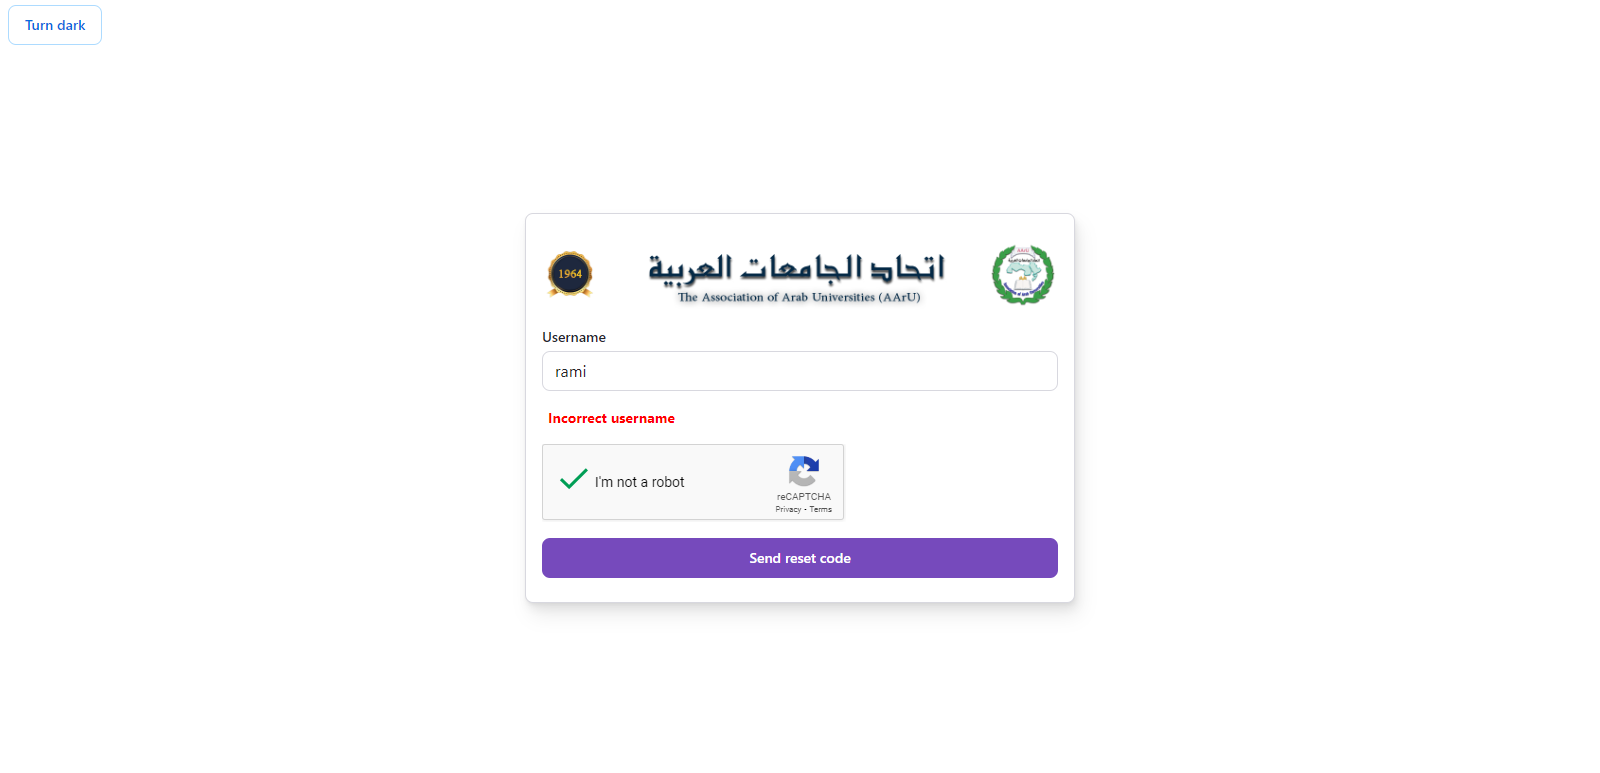 Turn dark
1964
اتحاد الجامعات العربية
The Association of Arab Universities (AArU)
AArU
Username
rami
Incorrect username
I'm not a robot
reCAPTCHA
Privacy - Terms
Send reset code